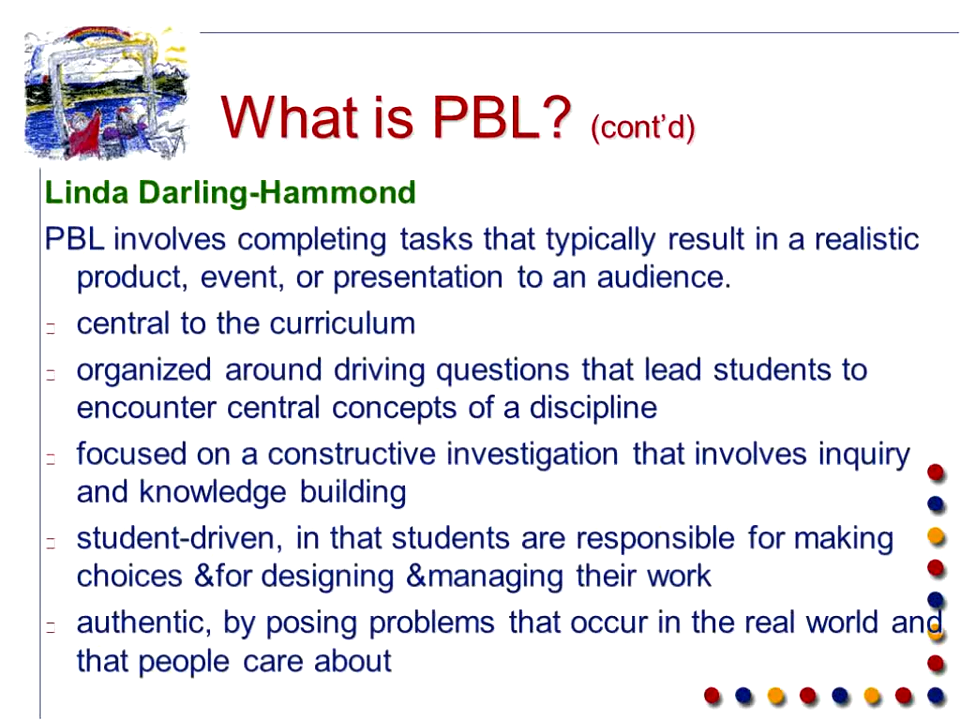 What is PBL? (cont'd)
Linda Darling-Hammond
PBL involves completing tasks that typically result in a realistic
product, event, or presentation to an audience.
central to the curriculum
organized around driving questions that lead students to
encounter central concepts of a discipline
focused on a constructive investigation that involves inquiry
and knowledge building
student-driven, in that students are responsible for making
choices &for designing &managing their work
authentic, by posing problems that occur in the real world and
that people care about